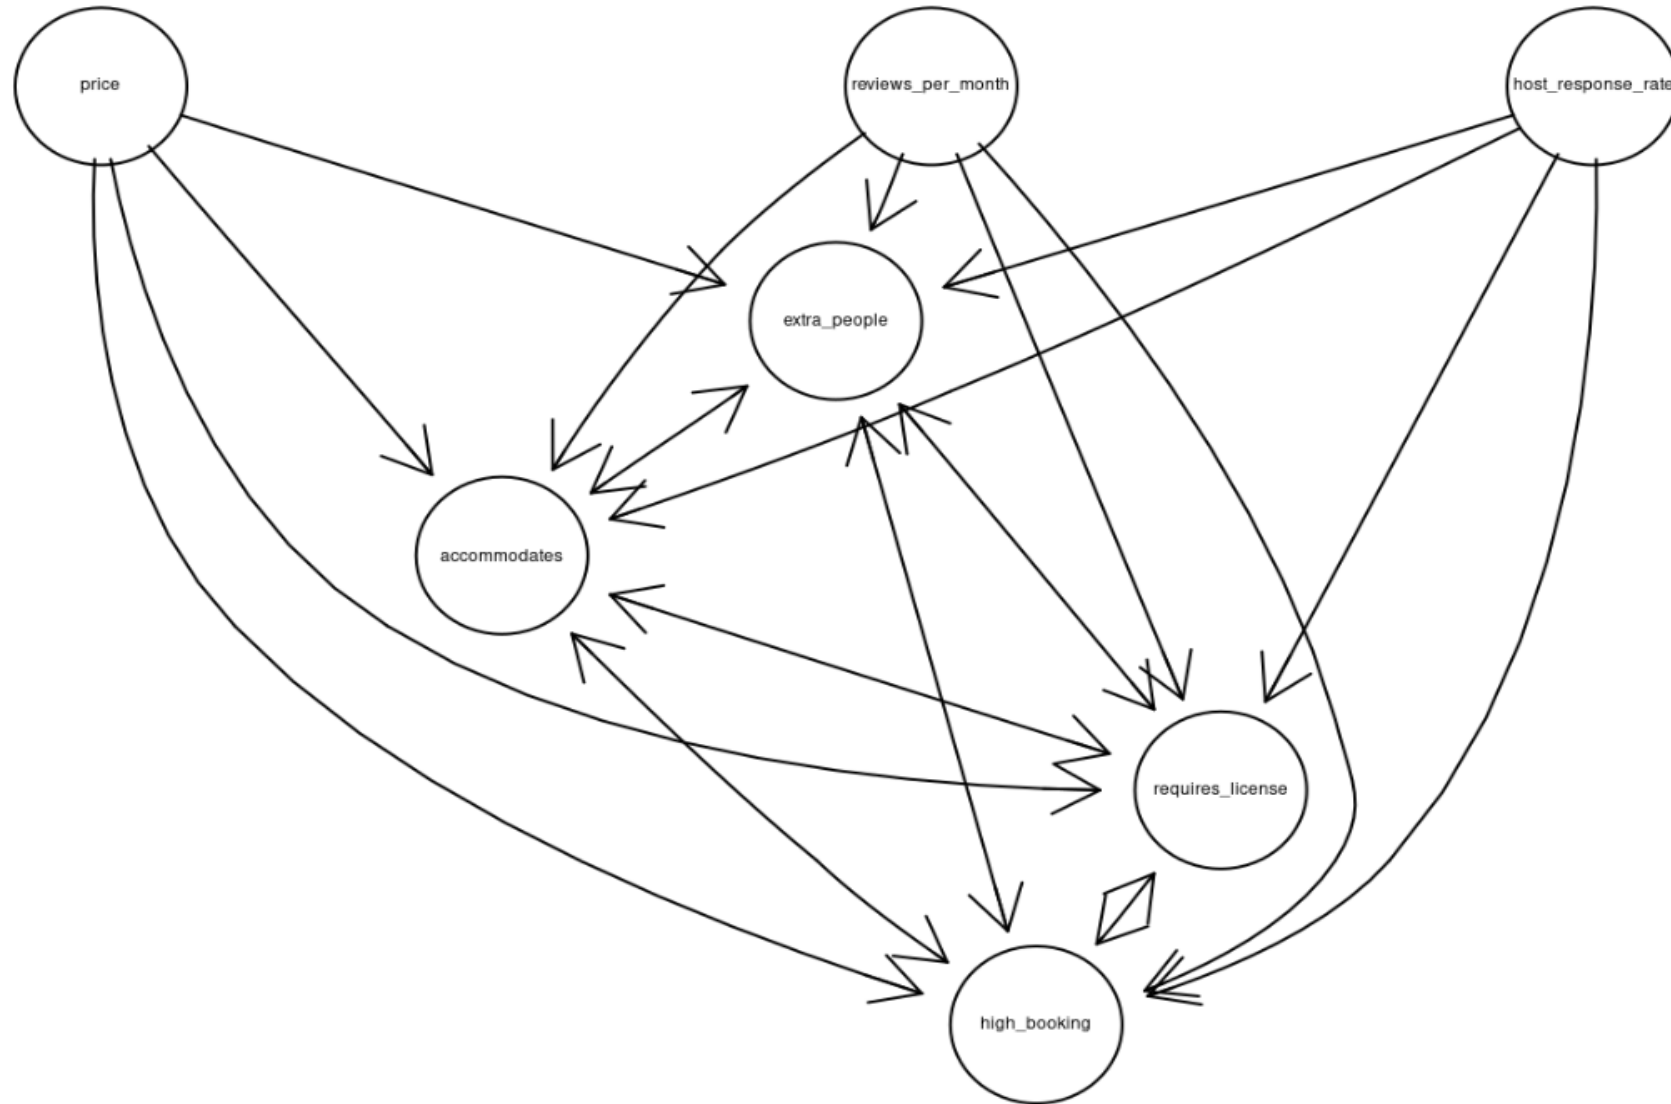 price
reviews_per_month
host_response_rate
extra_people
accommodates
requires_license
high_booking